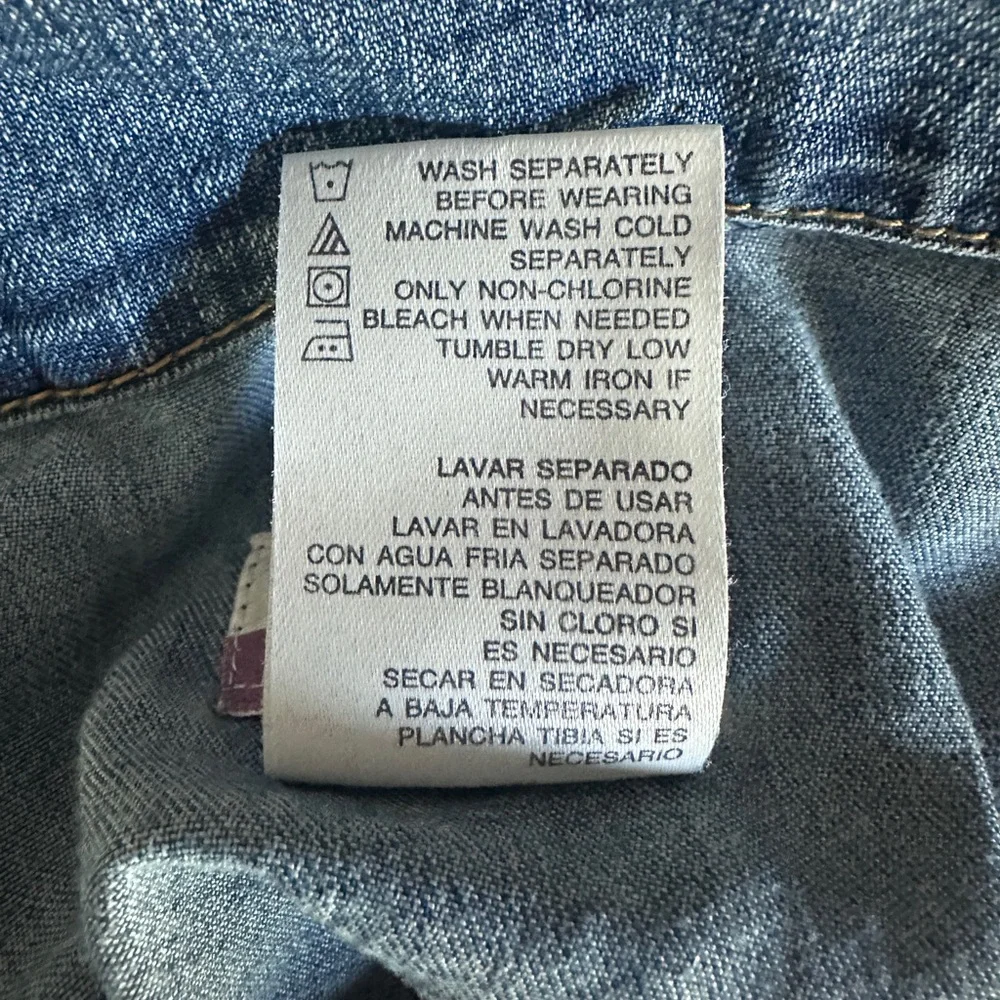 WASH SEPARATELY
BEFORE WEARING
MACHINE WASH COLD
SEPARATELY
ONLY NON-CHLORINE
BLEACH WHEN NEEDED
TUMBLE DRY LOW
WARM IRON IF
NECESSARY
LAVAR SEPARADO
ANTES DE USAR
LAVAR EN LAVADORA
CON AGUA FRIA SEPARADO
SOLAMENTE BLANQUEADOR
SIN CLORO SI
ES NECESARIO
SECAR EN SECADORA
A BAJA TEMPERATURA
PLANCHA TIBIA SI ES
NECESARIO